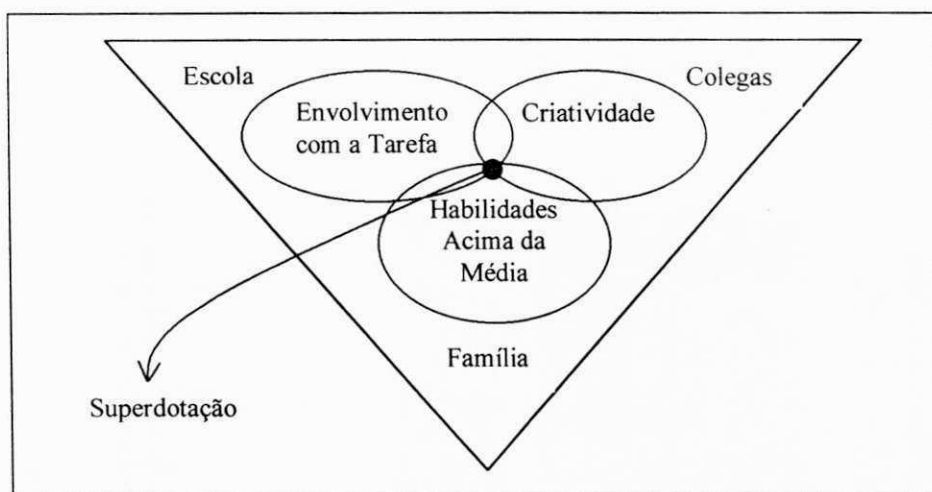 Escola
Colegas
Envolvimento
com a Tarefa
Criatividade
Habilidades
Acima da
Média
Família
Superdotação